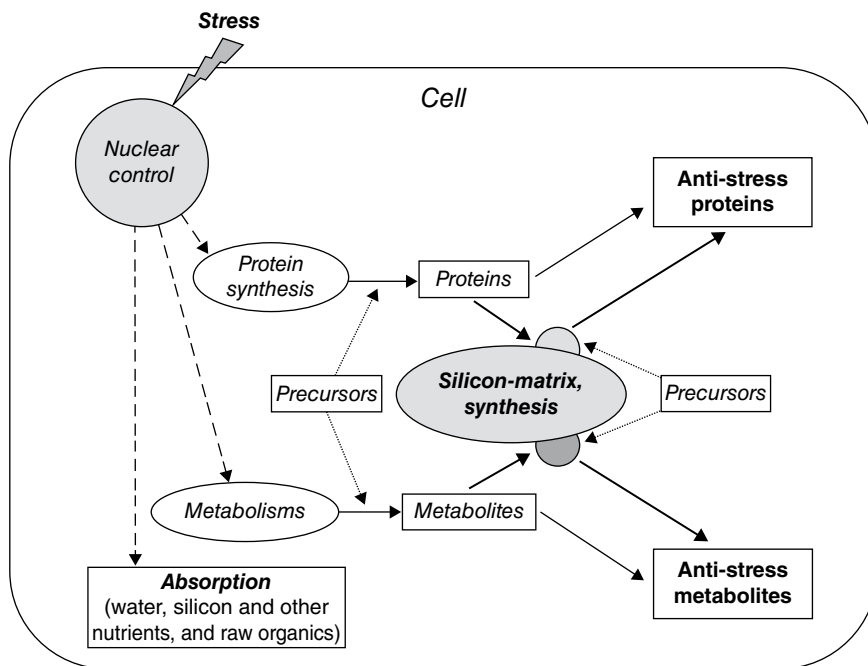 Stress
Cell
Nuclear
control
Anti-stress
proteins
Protein
synthesis
Proteins
Precursors
Silicon-matrix,
synthesis
Precursors
Metabolisms
Metabolites
Absorption
(water, silicon and other
nutrients, and raw organics)
Anti-stress
metabolites